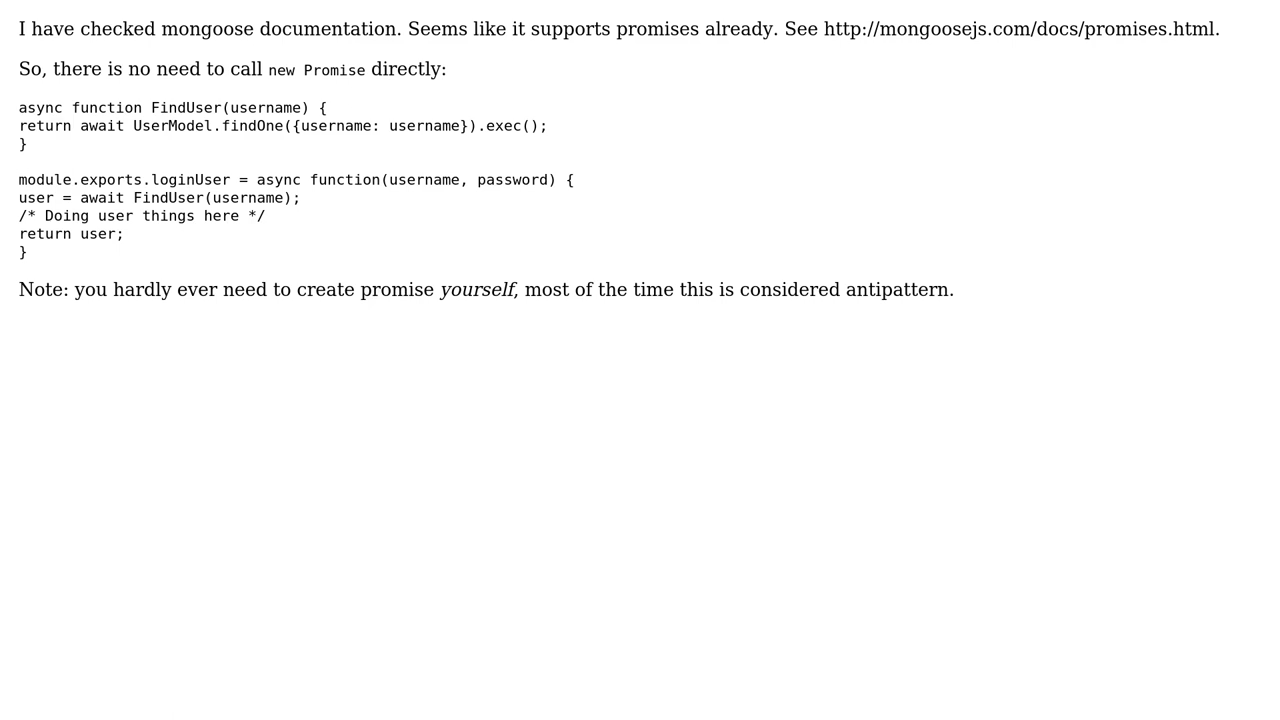 I have checked mongoose documentation. Seems like it supports promises already. See http://mongoosejs.com/docs/promises.html.
So, there is no need to call new Promise directly:
async function FindUser(username) {
return await UserModel.findOne({username: username}).exec();
}
module.exports.loginUser = async function(username, password) {
user = await FindUser(username);
/* Doing user things here */
return user;
}
Note: you hardly ever need to create promise yourself, most of the time this is considered antipattern.